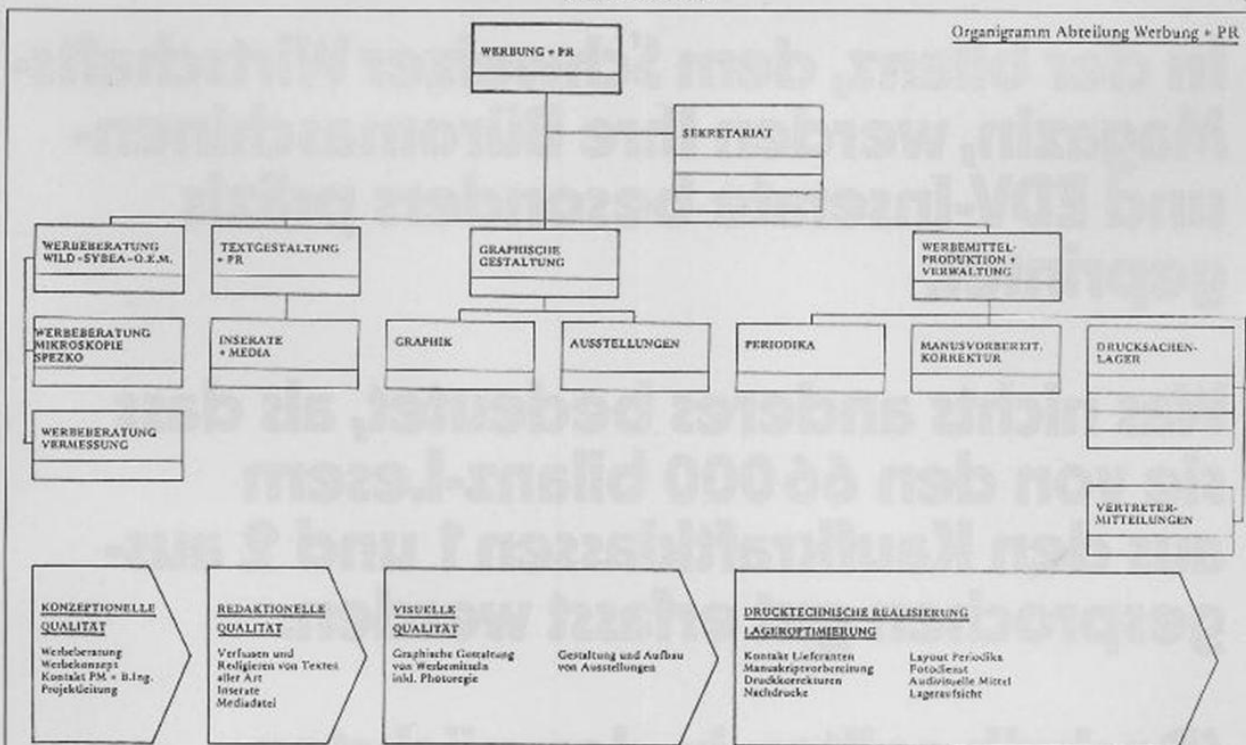 Organigramm Abteilung Werbung + PR
WERBUNG + PR
SEKRETARIAT
WERBEBERATUNG
WILD-SYBEA-O.E.M.
TEXTGESTALTUNG
+ PR
GRAPHISCHE
GESTALTUNG
WERBEMITTEL-
PRODUKTION +
VERWALTUNG
WERBEBERATUNG
MIKROSKOPIE
SPEZKO
INSERATE
+ MEDIA
GRAPHIK
AUSSTELLUNGEN
PERIODIKA
MANUSVORBEREIT.
KORREKTUR
DRUCKSACHEN-
LAGER
WERBEBERATUNG
VERMESSUNG
VERTRETER-
MITTEILUNGEN
KONZEPTIONELLE
QUALITÄT
Werbeberatung
Werbekonzept
Kontakt PM + B.Ing.
Projektleitung
REDAKTIONELLE
QUALITÄT
Verfassen und
Redigieren von Texten
aller Art
Inserate
Mediadatei
VISUELLE
QUALITÄT
Graphische Gestaltung
von Werbemitteln
inkl. Photoregie
Gestaltung und Aufbau
von Ausstellungen
DRUCKTECHNISCHE REALISIERUNG
LAGEROPTIMIERUNG
Kontakt Lieferanten
Manuskriptvorbereitung
Druckkorrekturen
Nachdrucke
Layout Periodika
Fotodienst
Audivisuelle Mittel
Lageraufsicht